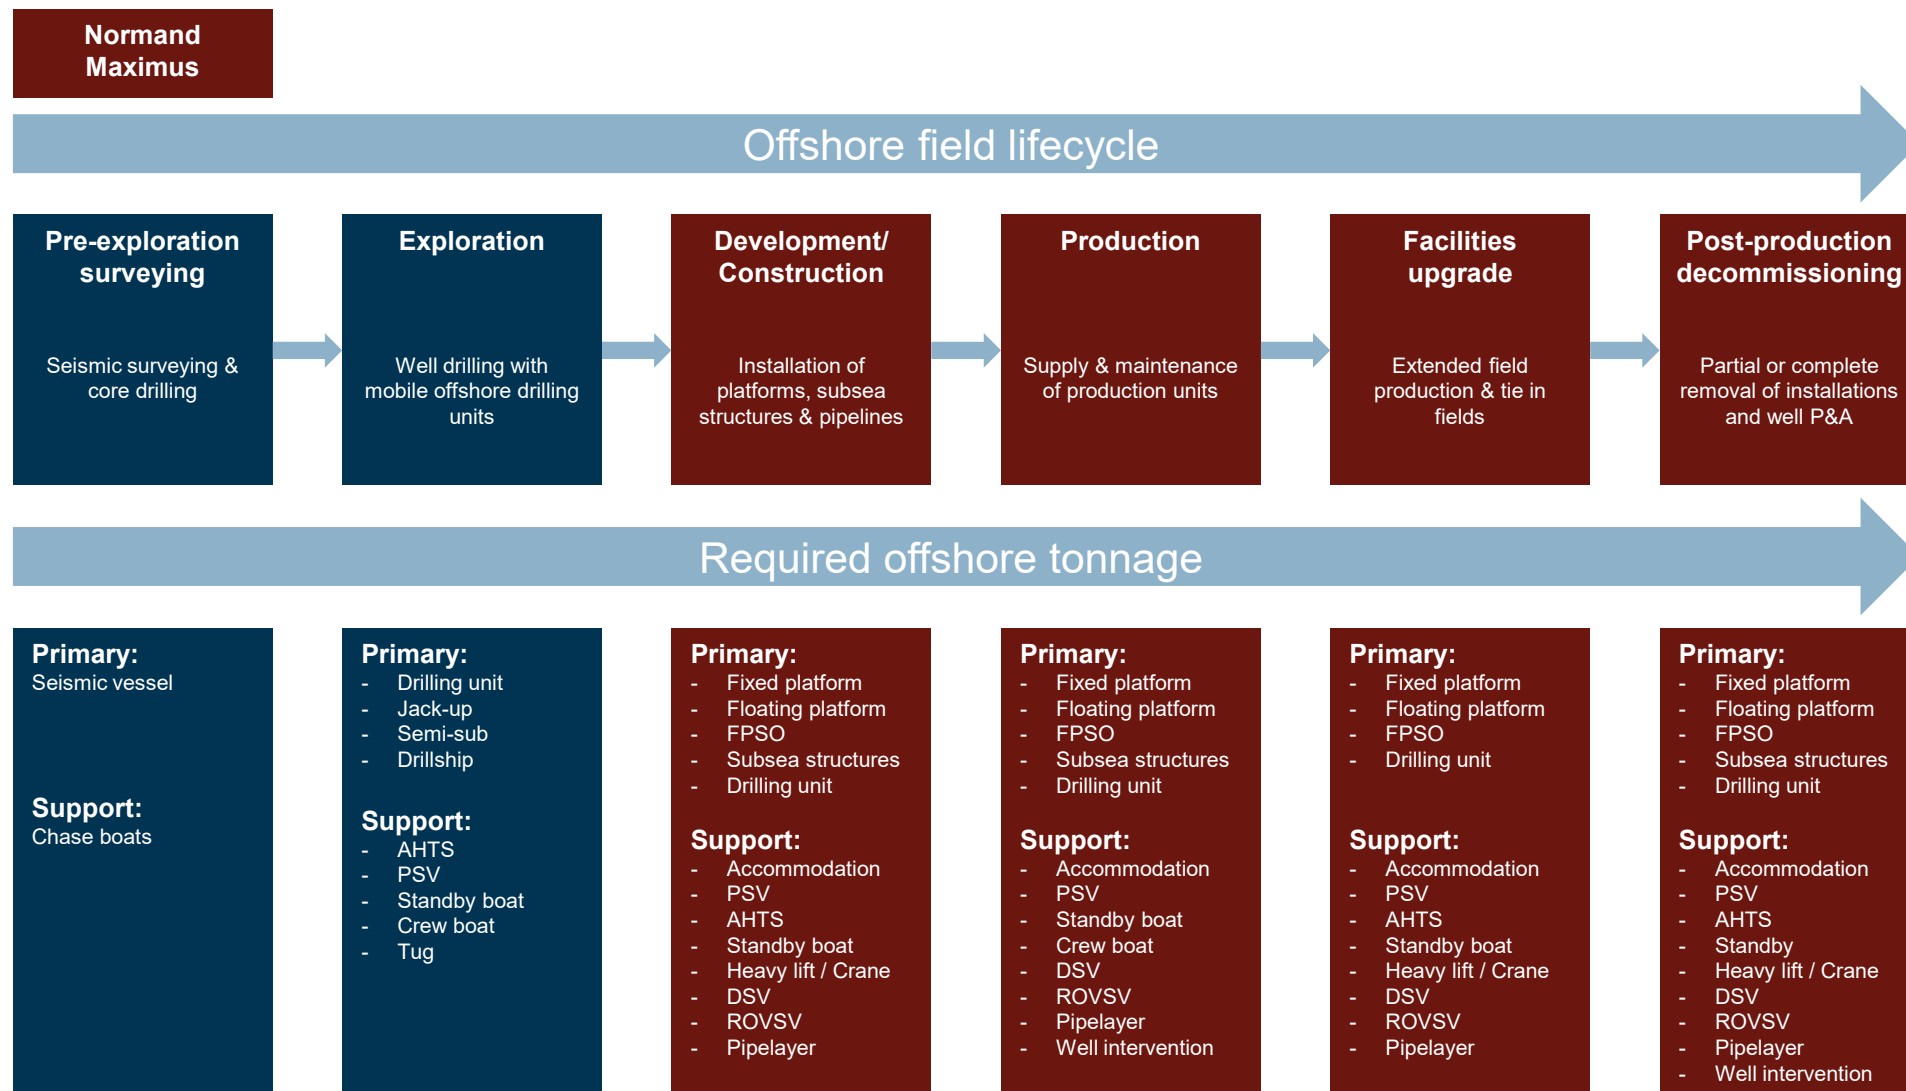 Normand
Maximus
Offshore field lifecycle
Pre-exploration
surveying
Seismic surveying &
core drilling
Exploration
Well drilling with
mobile offshore drilling
units
Development/
Construction
Installation of
platforms, subsea
structures & pipelines
Production
Supply & maintenance
of production units
Facilities
upgrade
Extended field
production & tie in
fields
Post-production
decommissioning
Partial or complete
removal of installations
and well P&A
Required offshore tonnage
Primary:
Seismic vessel
Support:
Chase boats
Primary:
- Drilling unit
- Jack-up
- Semi-sub
- Drillship
Support:
- AHTS
- PSV
- Standby boat
- Crew boat
- Tug
Primary:
- Fixed platform
- Floating platform
- FPSO
- Subsea structures
- Drilling unit
Support:
- Accommodation
- PSV
- AHTS
- Standby boat
- Heavy lift / Crane
- DSV
- ROVSV
- Pipelayer
Primary:
- Fixed platform
- Floating platform
- FPSO
- Subsea structures
- Drilling unit
Support:
- Accommodation
- PSV
- Standby boat
- Crew boat
- DSV
- ROVSV
- Pipelayer
- Well intervention
Primary:
- Fixed platform
- Floating platform
- FPSO
- Drilling unit
Support:
- Accommodation
- PSV
- AHTS
- Standby boat
- Heavy lift / Crane
- DSV
- ROVSV
- Pipelayer
Primary:
- Fixed platform
- Floating platform
- FPSO
- Subsea structures
- Drilling unit
Support:
- Accommodation
- PSV
- AHTS
- Standby
- Heavy lift / Crane
- DSV
- ROVSV
- Pipelayer
- Well intervention